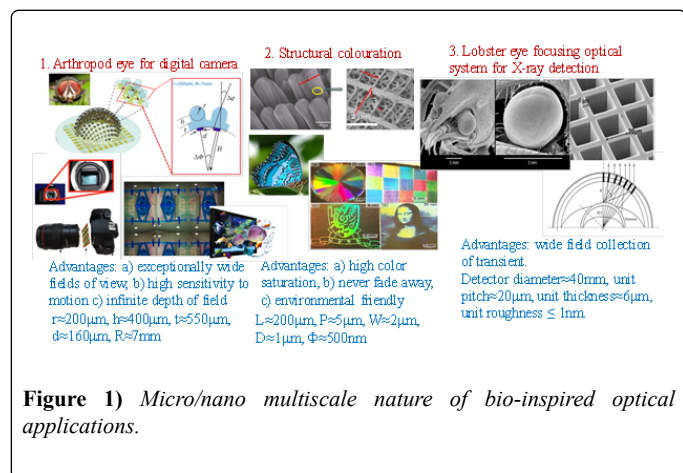 1. Arthropod eye for digital camera
2. Structural colouration
3. Lobster eye focusing optical
system for X-ray detection
Advantages: a) exceptionally wide
fields of view, b) high sensitivity to
motion c) infinite depth of field
r≈200μm, h≈400μm, t≈550μm,
d≈160μm, R≈7mm
Advantages: a) high color
saturation, b) never fade away,
c) environmental friendly
L≈200μm, P≈5μm, W≈2μm,
D≈1μm, Φ≈500nm
Advantages: wide field collection
of transient.
Detector diameter≈40mm, unit
pitch≈20μm, unit thickness≈6μm,
unit roughness ≤ 1nm
Figure 1) Micro/nano multiscale nature of bio-inspired optical
applications.